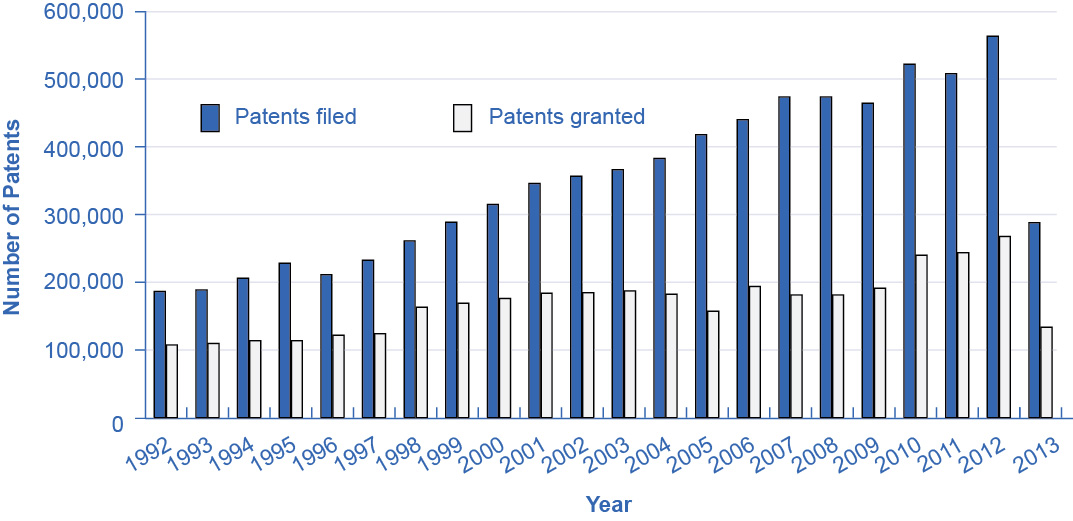 600,000
500,000
400,000
300,000
200,000
100,000
0
Number of Patents
Patents filed
Patents granted
1992 1993 1994 1995 1996 1997 1998 1999 2000 2001 2002 2003 2004 2005 2006 2007 2008 2009 2010 2011 2012 2013
Year